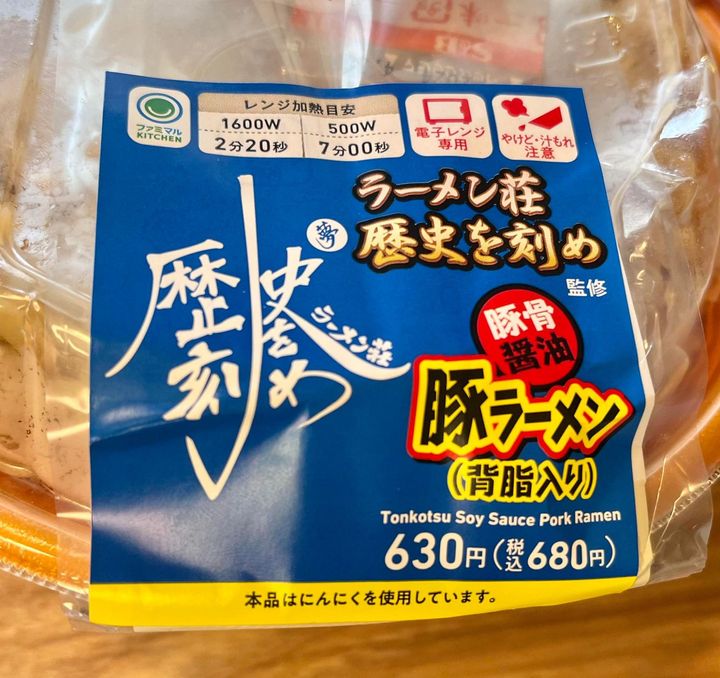 ファミマル
KITCHEN
レンジ加熱目安
1600W 500W
2分20秒 7分00秒
電子レンジ
専用
やけど・汁もれ
注意
歴史を刻め
夢
ラーメン荘
ラーメン荘
歴史を刻め
監修
豚骨
醤油
豚ラーメン
(背脂入り)
Tonkotsu Soy Sauce Pork Ramen
630円(税込680円)
本品はにんにくを使用しています。